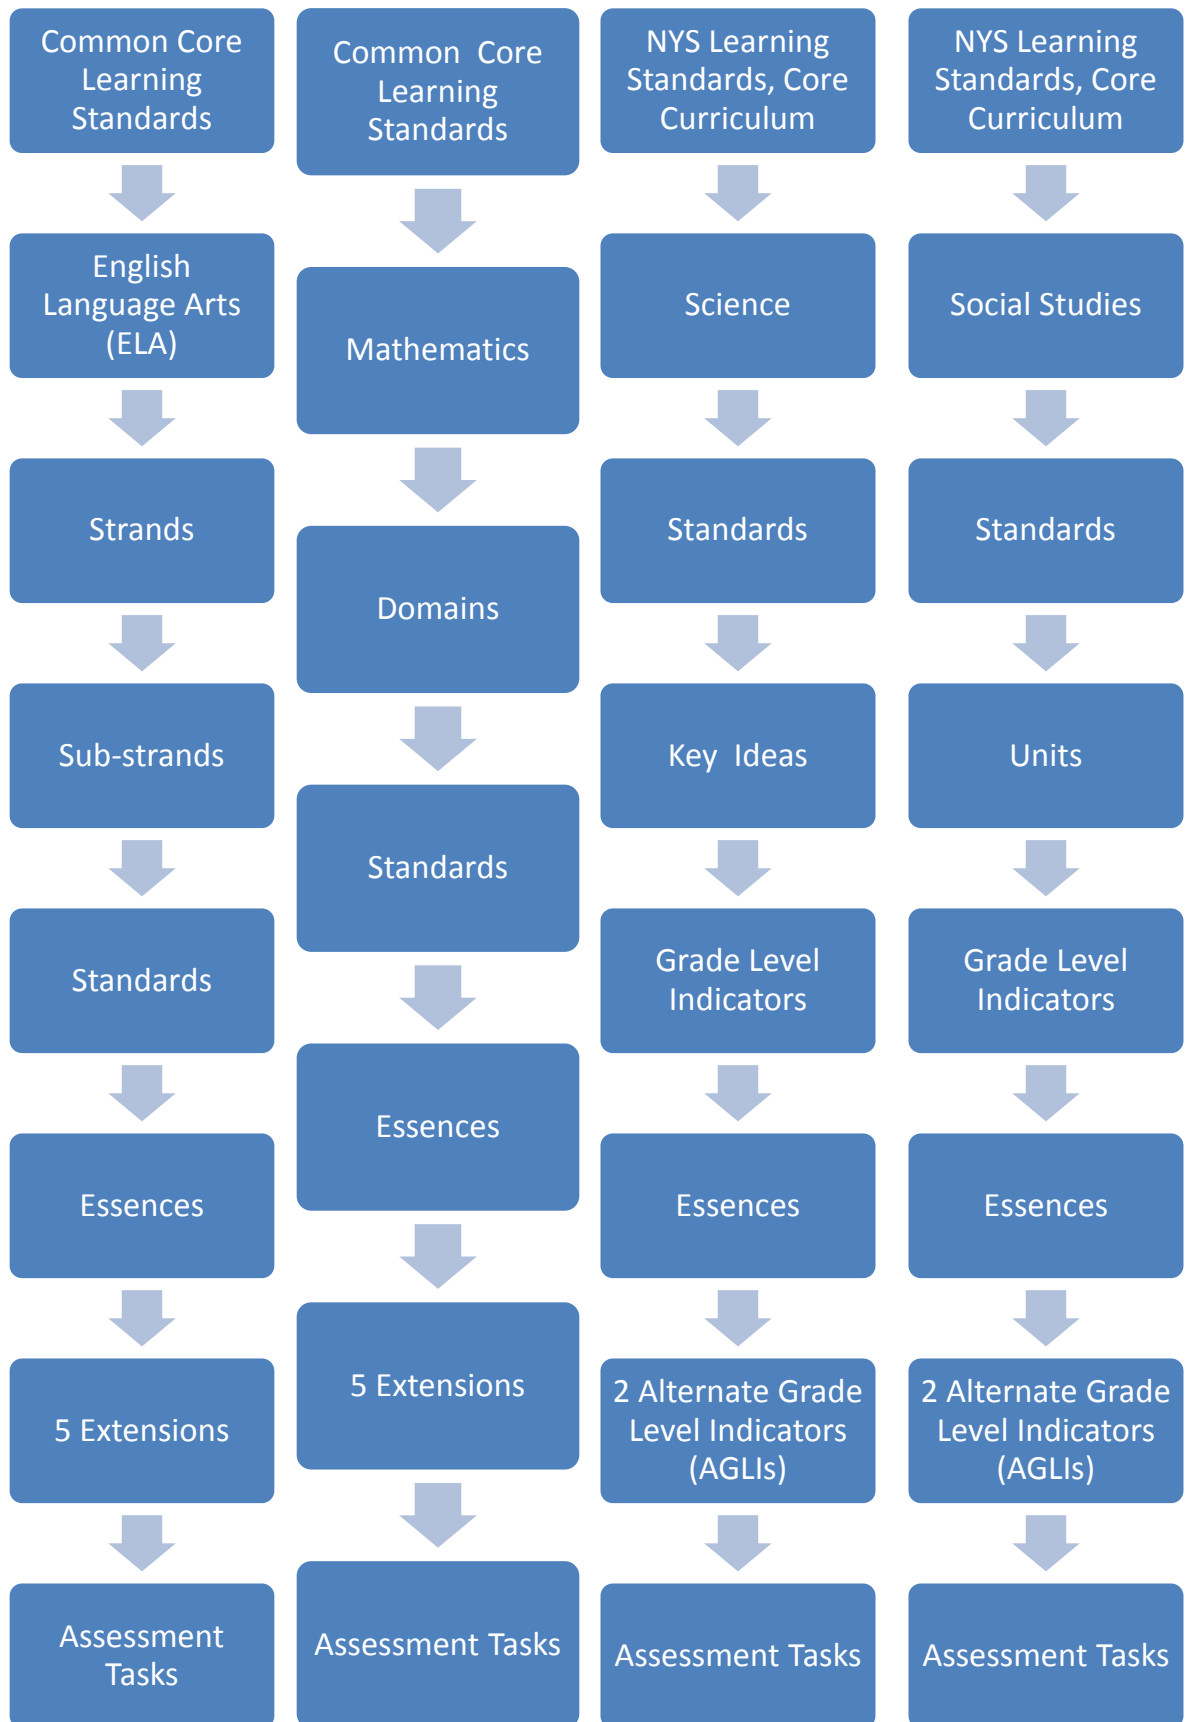 Common Core
Learning
Standards
English
Language Arts
(ELA)
Strands
Sub-strands
Standards
Essences
5 Extensions
Assessment
Tasks
Common  Core
Learning
Standards
Mathematics
Domains
Standards
Essences
5 Extensions
Assessment Tasks
NYS Learning
Standards, Core
Curriculum
Science
Standards
Key  Ideas
Grade Level
Indicators
Essences
2 Alternate Grade
Level Indicators
(AGLIs)
Assessment Tasks
NYS Learning
Standards, Core
Curriculum
Social Studies
Standards
Units
Grade Level
Indicators
Essences
2 Alternate Grade
Level Indicators
(AGLIs)
Assessment Tasks